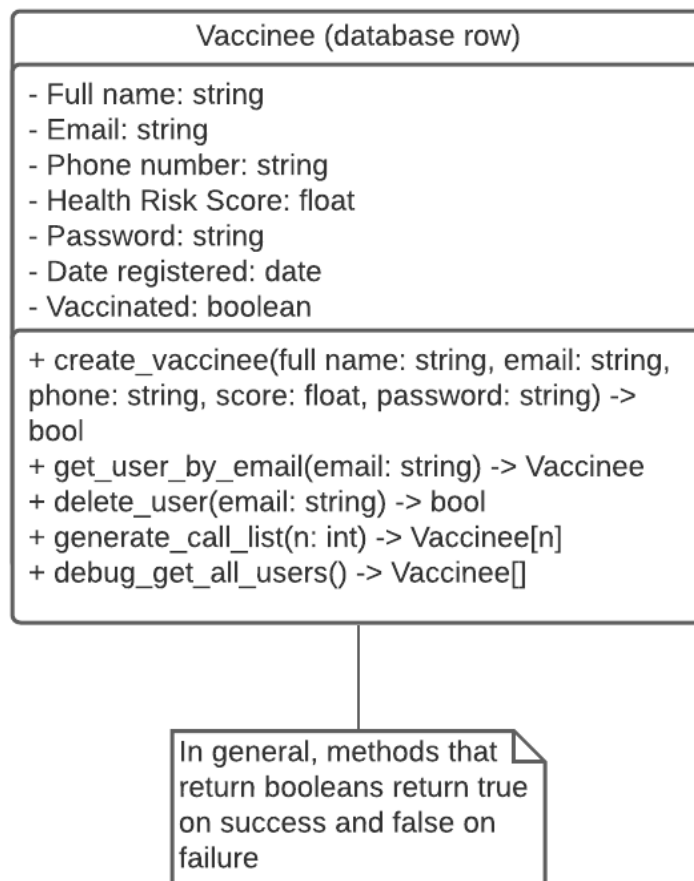 Vaccinee (database row)
- Full name: string
- Email: string
- Phone number: string
- Health Risk Score: float
- Password: string
- Date registered: date
- Vaccinated: boolean
+ create_vaccinee(full name: string, email: string,
phone: string, score: float, password: string) ->
bool
+ get_user_by_email(email: string) -> Vaccinee
+ delete_user(email: string) -> bool
+ generate_call_list(n: int) -> Vaccinee[n]
+ debug_get_all_users() -> Vaccinee[]
In general, methods that
return booleans return true
on success and false on
failure